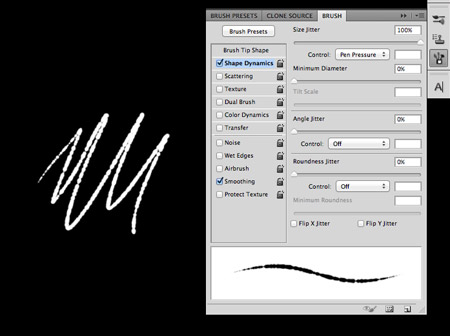 BRUSH PRESETS CLONE SOURCE BRUSH
Brush Presets
Size Jitter 100%
Brush Tip Shape
Control: Pen Pressure
Shape Dynamics
Minimum Diameter 0%
Scattering
Texture
Tilt Scale
Dual Brush
Color Dynamics
Angle Jitter 0%
Transfer
Noise
Control: Off
Wet Edges
Roundness Jitter 0%
Airbrush
Smoothing
Control: Off
Protect Texture
Minimum Roundness
Flip X Jitter Flip Y Jitter
A